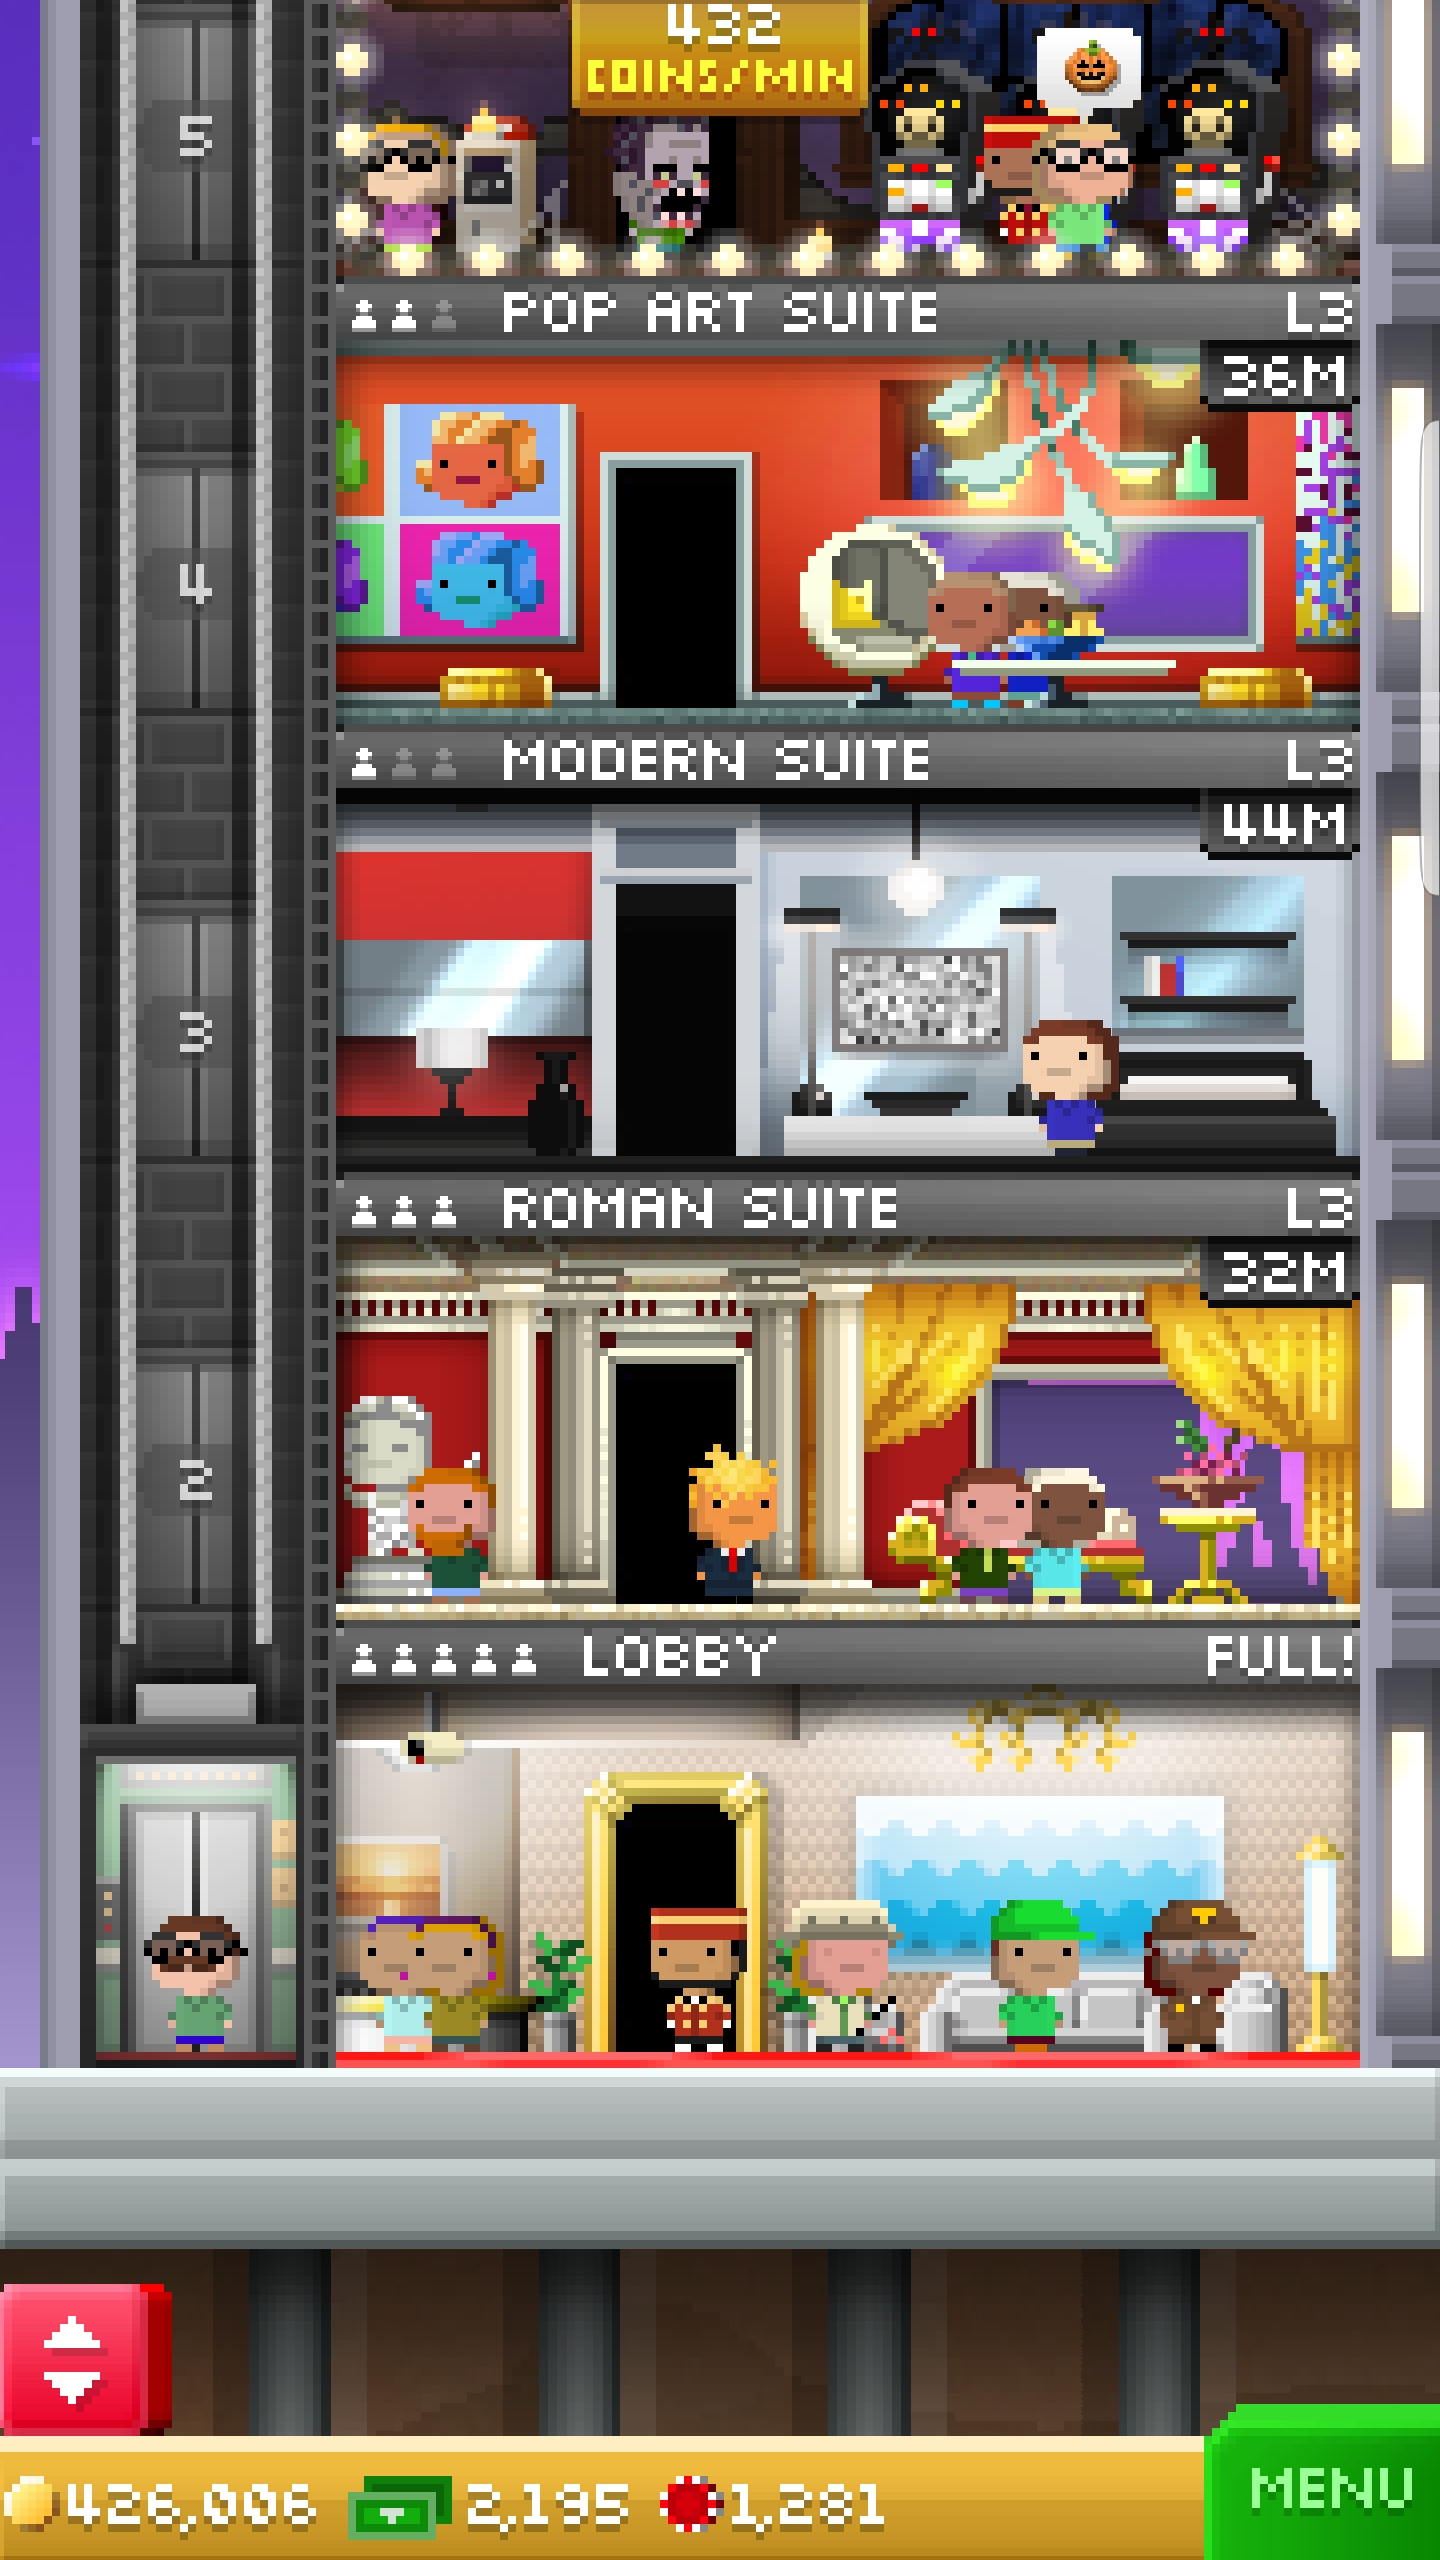 432
COINS/MIN
5
POP ART SUITE L3
36M
4
MODERN SUITE L3
44M
3
ROMAN SUITE L3
32M
2
LOBBY FULL!
426,006 2,195 1,281
MENU